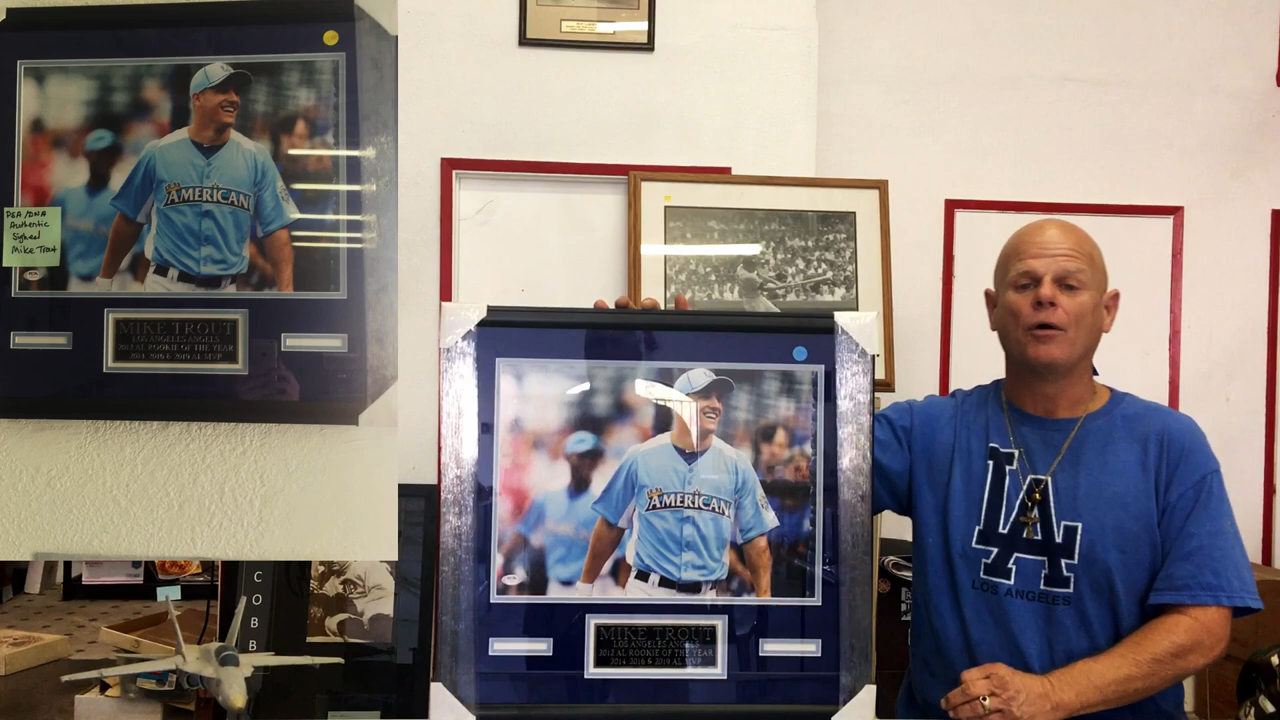 PSA/DNA
Authentic
Signed
Mike Trout
AMERICAN
MIKE TROUT
LOS ANGELES ANGELS
2012 AL ROOKIE OF THE YEAR
2014 2016 & 2019 AL MVP
AMERICAN
MIKE TROUT
LOS ANGELES ANGELS
2012 AL ROOKIE OF THE YEAR
2014 2016 & 2019 AL MVP
LA
LOS ANGELES
COBB